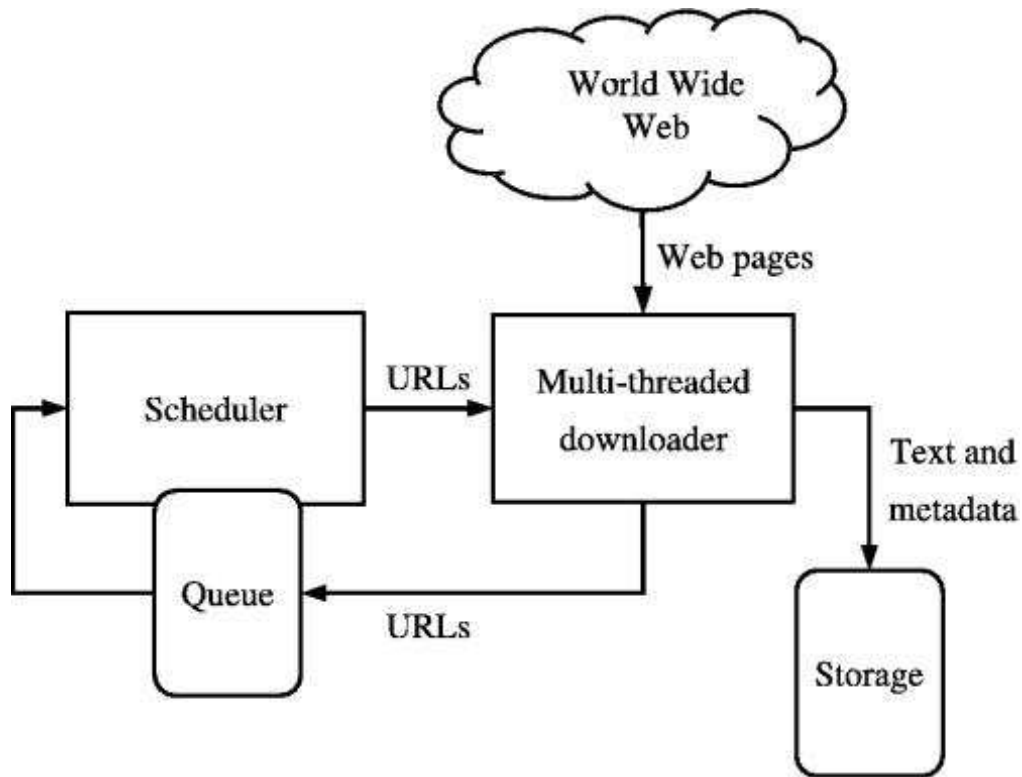 World Wide
Web
Web pages
Scheduler
URLs
Multi-threaded
downloader
Text and
metadata
Queue
URLs
Storage